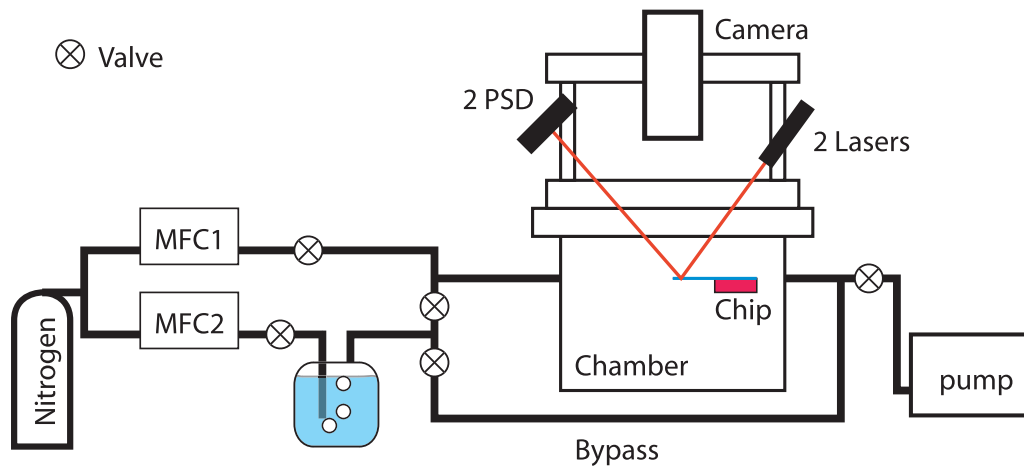 Camera
Valve
2 PSD
2 Lasers
MFC1
MFC2
Nitrogen
Chip
Chamber
pump
Bypass